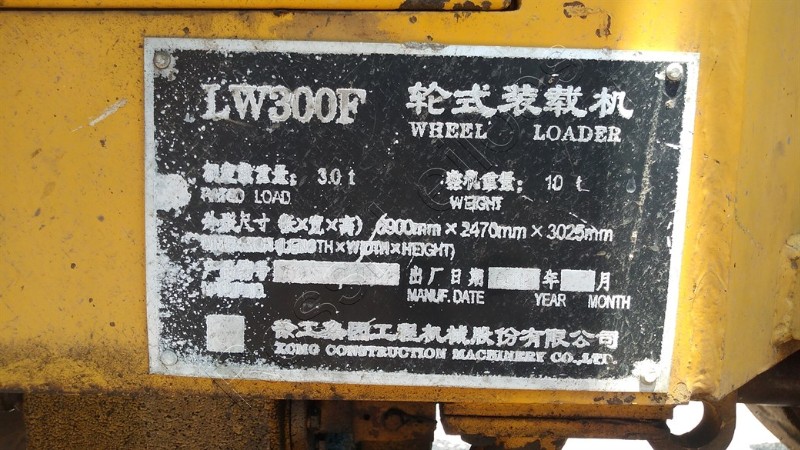 LW300F 轮式装载机
WHEEL LOADER
额定载重量: 3.0 t 整机重量: 10 t
RATED LOAD WEIGHT
外形尺寸 (长×宽×高) 6900mm × 2470mm × 3025mm
(LENGTH×WIDTH×HEIGHT)
出厂日期 年 月
MANUF. DATE YEAR MONTH
徐工集团工程机械股份有限公司
XCMG CONSTRUCTION MACHINERY CO.,LTD.